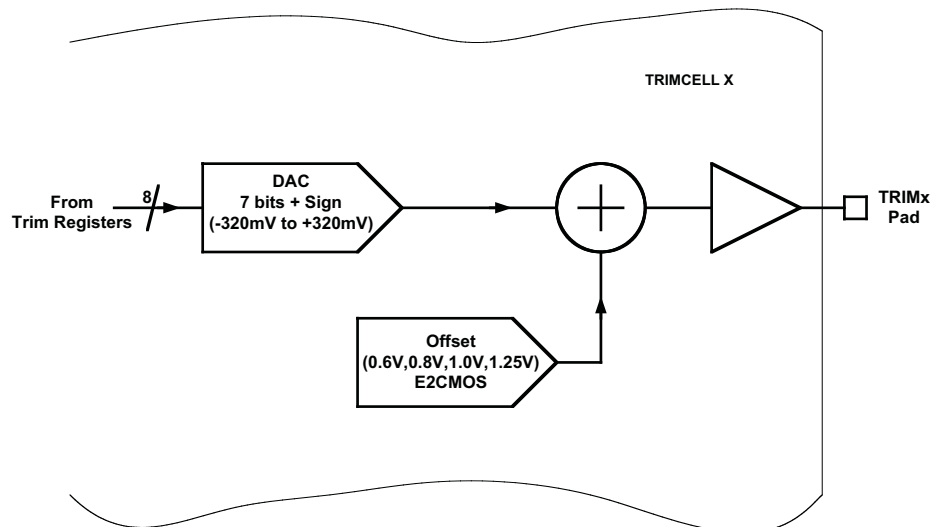 TRIMCELL X
8
From
Trim Registers
DAC
7 bits + Sign
(-320mV to +320mV)
TRIMx
Pad
Offset
(0.6V,0.8V,1.0V,1.25V)
E2CMOS